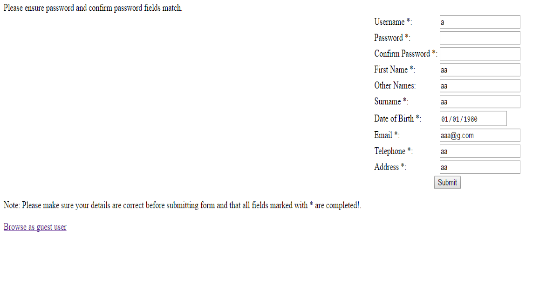 Please ensure password and confirm password fields match.
Username *: a
Password *:
Confirm Password *:
First Name *: aa
Other Names: aa
Surname *: aa
Date of Birth *: 01/01/1980
Email *: aaa@g.com
Telephone *: aa
Address *: aa
Submit
Note: Please make sure your details are correct before submitting form and that all fields marked with * are completed!.
Browse as guest user